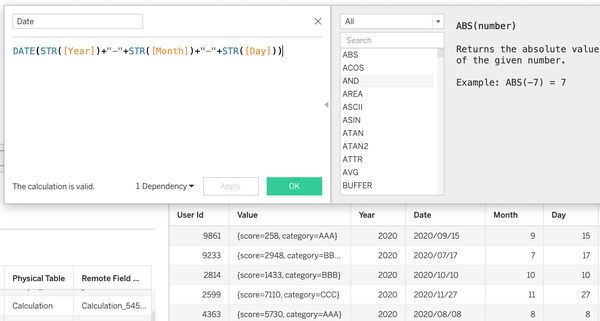 Date
DATE(STR([Year])+"-"+STR([Month])+"-"+STR([Day]))
The calculation is valid.
1 Dependency
Apply
OK
All
Search
ABS
ACOS
AND
AREA
ASCII
ASIN
ATAN
ATAN2
ATTR
AVG
BUFFER
ABS(number)
Returns the absolute value
of the given number.
Example: ABS(-7) = 7
Physical Table Remote Field ...
Calculation Calculation_545...
User Id Value Year Date Month Day
9861 {score=258, category=AAA} 2020 2020/09/15 9 15
9233 {score=2948, category=BB... 2020 2020/07/17 7 17
2814 {score=1433, category=BBB} 2020 2020/10/10 10 10
2599 {score=7110, category=CCC} 2020 2020/11/27 11 27
4363 {score=5730, category=AAA} 2020 2020/08/08 8 8